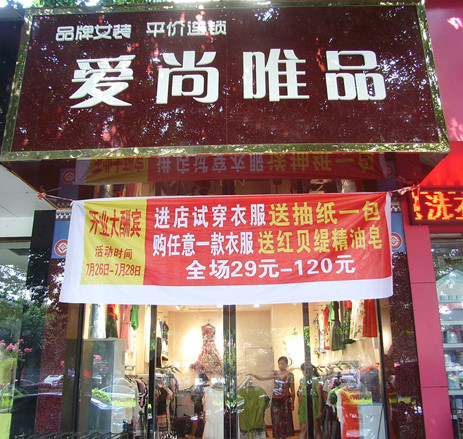 品牌女装 平价连锁
爱尚唯品
开业大酬宾
活动时间
7月26日-7月28日
进店试穿衣服 送抽纸一包
购任意一款衣服 送红贝缇精油皂
全场29元-120元
洗衣